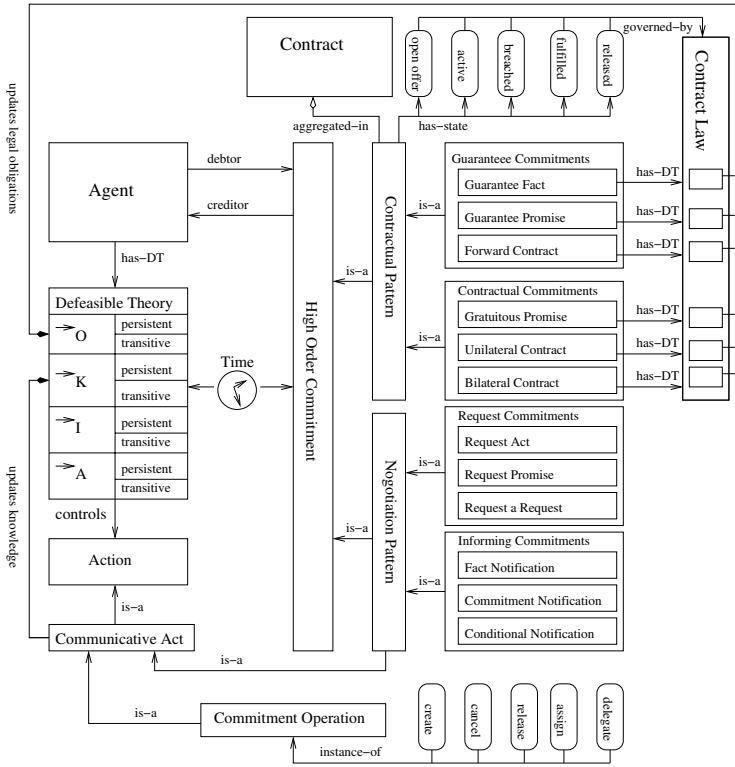 Contract
open offer
active
breached
fulfilled
released
governed-by
Contract Law
updates legal obligations
aggregated-in
has-state
Agent
debtor
creditor
High Order Commitment
Contractual Pattern
is-a
is-a
Guaranteee Commitments
Guarantee Fact
has-DT
Guarantee Promise
has-DT
Forward Contract
has-DT
has-DT
Defeasible Theory
O
persistent
transitive
K
persistent
transitive
I
persistent
transitive
A
persistent
transitive
Time
is-a
Contractual Commitments
Gratuitous Promise
has-DT
Unilateral Contract
has-DT
Bilateral Contract
has-DT
updates knowledge
controls
Action
is-a
Communicative Act
is-a
Nogotiation Pattern
is-a
is-a
Request Commitments
Request Act
Request Promise
Request a Request
is-a
Informing Commitments
Fact Notification
Commitment Notification
Conditional Notification
is-a
Commitment Operation
instance-of
create
cancel
release
assign
delegate